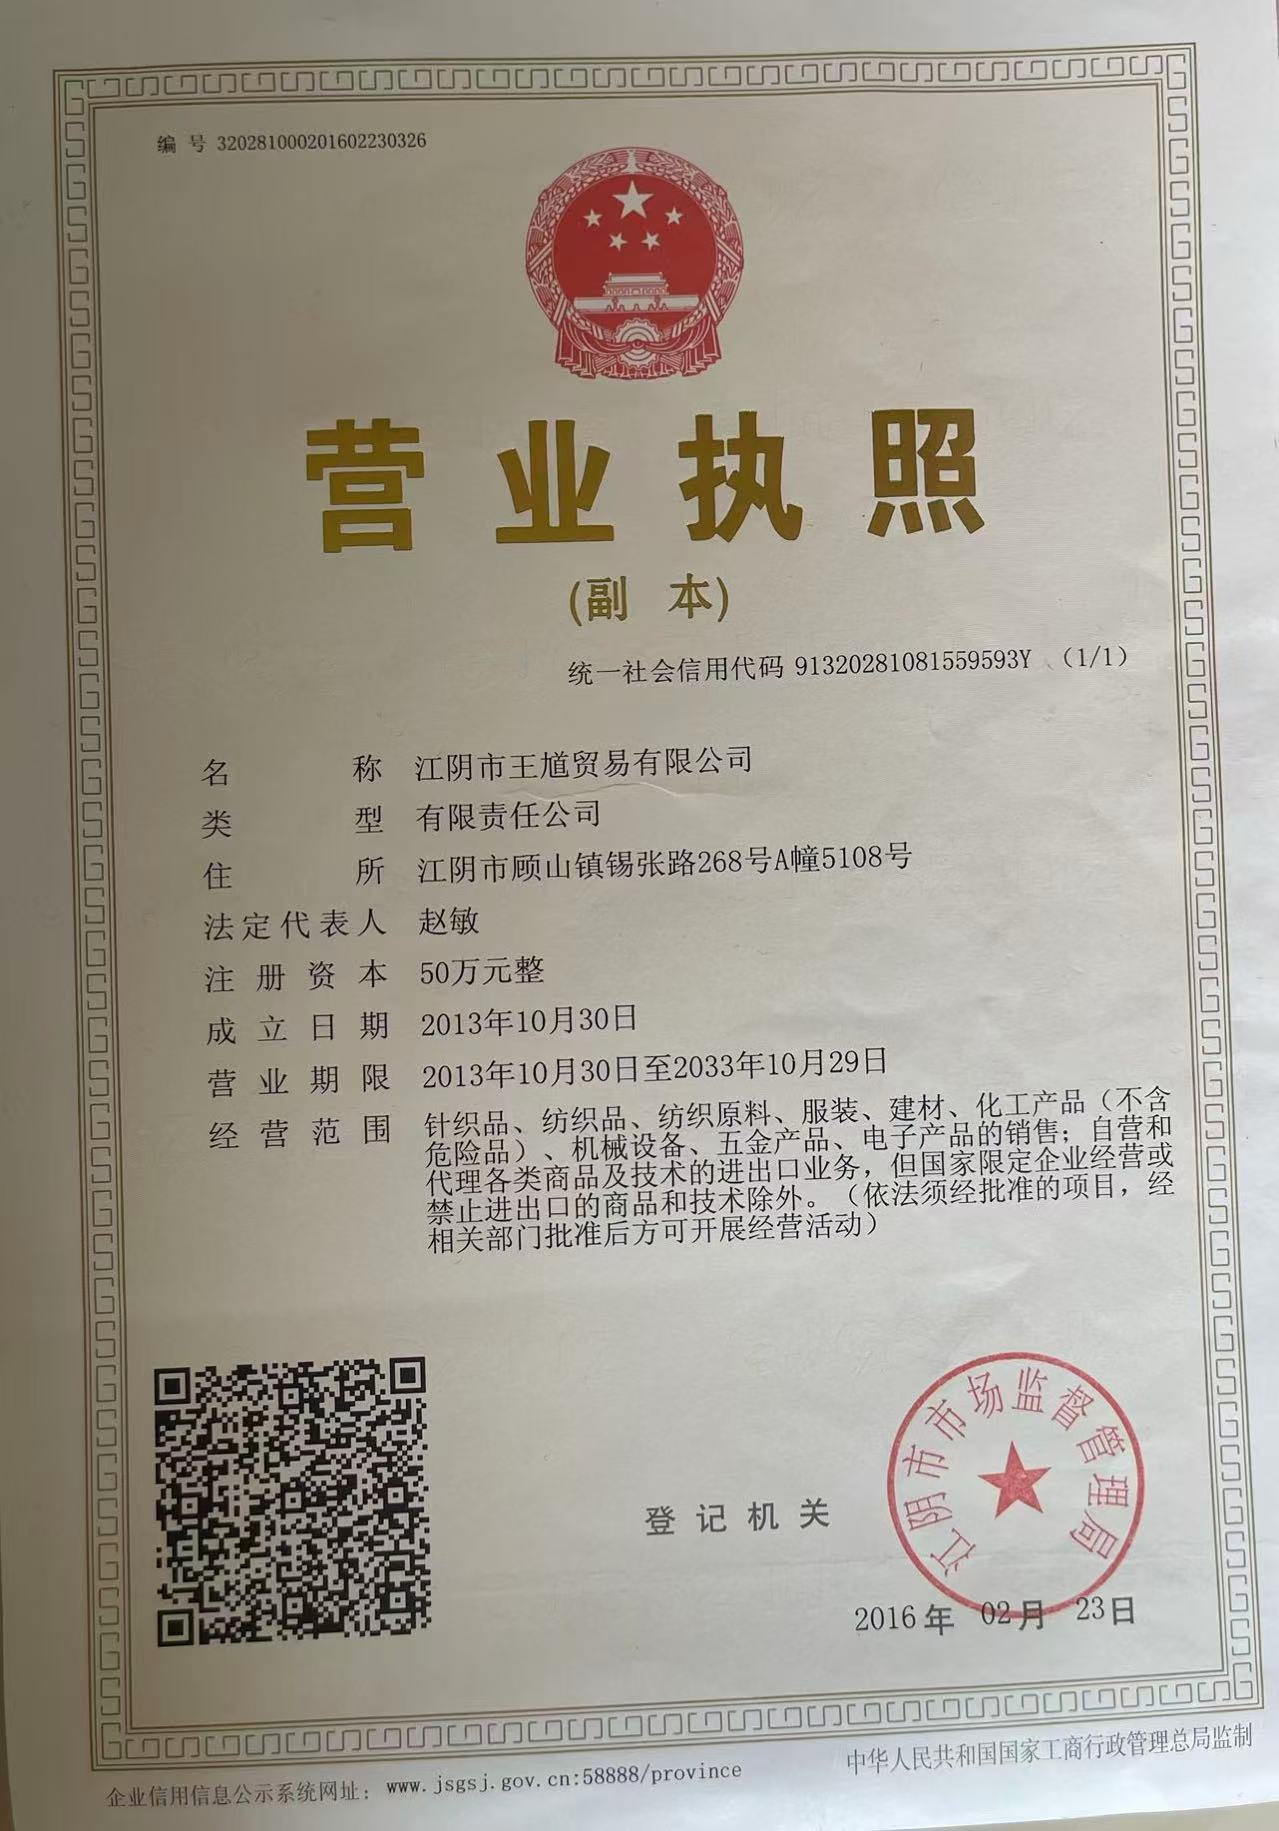 编 号 320281000201602230326
营业执照
(副 本)
统一社会信用代码 91320281081559593Y （1/1）
名 称 江阴市王馗贸易有限公司
类 型 有限责任公司
住 所 江阴市顾山镇锡张路268号A幢5108号
法定代表人 赵敏
注册资本 50万元整
成立日期 2013年10月30日
营业期限 2013年10月30日至2033年10月29日
经营范围 针织品、纺织品、纺织原料、服装、建材、化工产品（不含
危险品）、机械设备、五金产品、电子产品的销售；自营和
代理各类商品及技术的进出口业务，但国家限定企业经营或
禁止进出口的商品和技术除外。（依法须经批准的项目，经
相关部门批准后方可开展经营活动）
江阴市市场监督管理局
登记机关
2016年 02月 23日
企业信用信息公示系统网址： www.jsgsj.gov.cn:58888/province
中华人民共和国国家工商行政管理总局监制